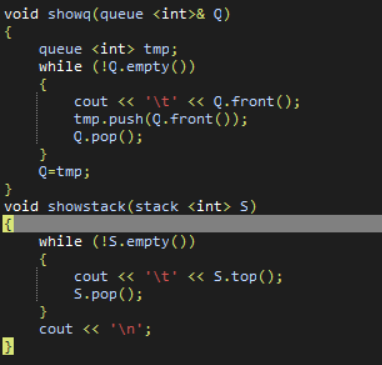 void showq(queue <int>& Q)
{
    queue <int> tmp;
    while (!Q.empty())
    {
        cout << '\t' << Q.front();
        tmp.push(Q.front());
        Q.pop();
    }
    Q=tmp;
}
void showstack(stack <int> S)
{
    while (!S.empty())
    {
        cout << '\t' << S.top();
        S.pop();
    }
    cout << '\n';
}